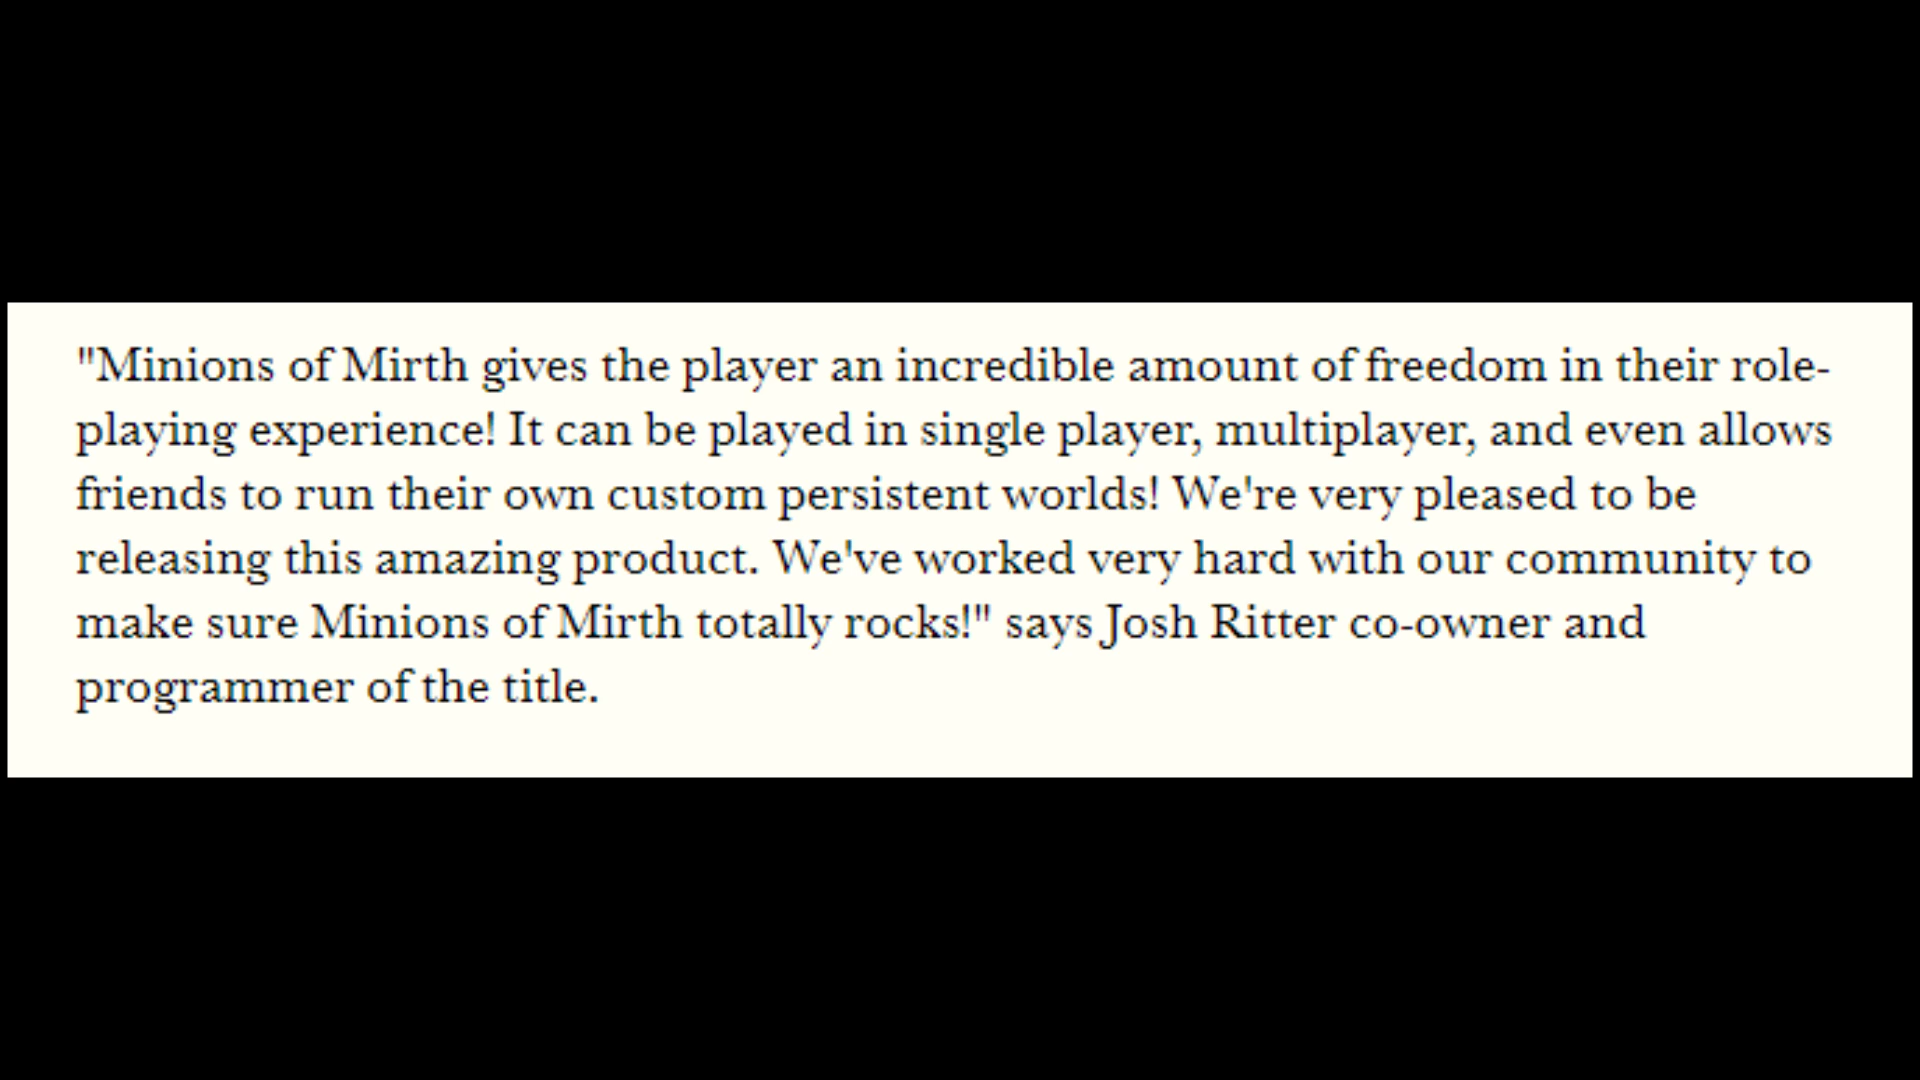 "Minions of Mirth gives the player an incredible amount of freedom in their role-
playing experience! It can be played in single player, multiplayer, and even allows
friends to run their own custom persistent worlds! We're very pleased to be
releasing this amazing product. We've worked very hard with our community to
make sure Minions of Mirth totally rocks!" says Josh Ritter co-owner and
programmer of the title.